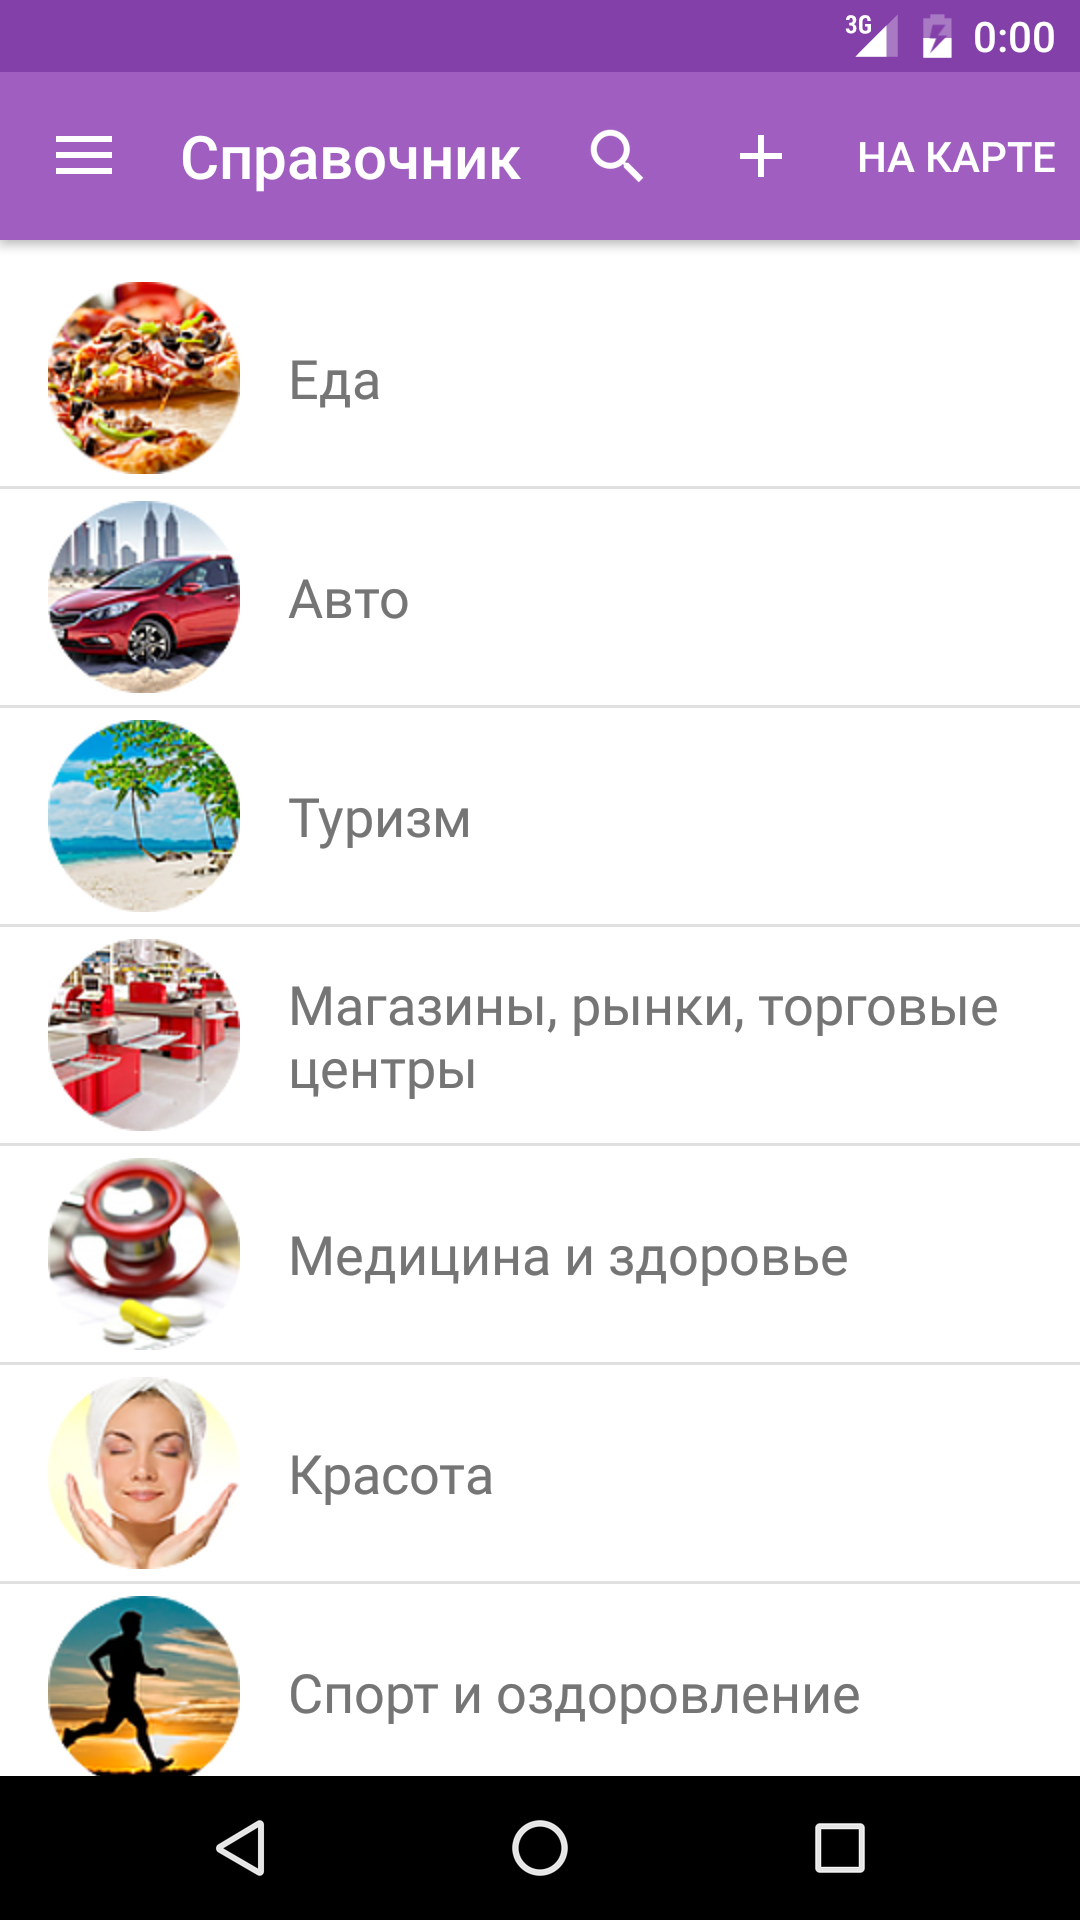 3G 0:00
Справочник НА КАРТЕ
Еда
Авто
Туризм
Магазины, рынки, торговые
центры
Медицина и здоровье
Красота
Спорт и оздоровление